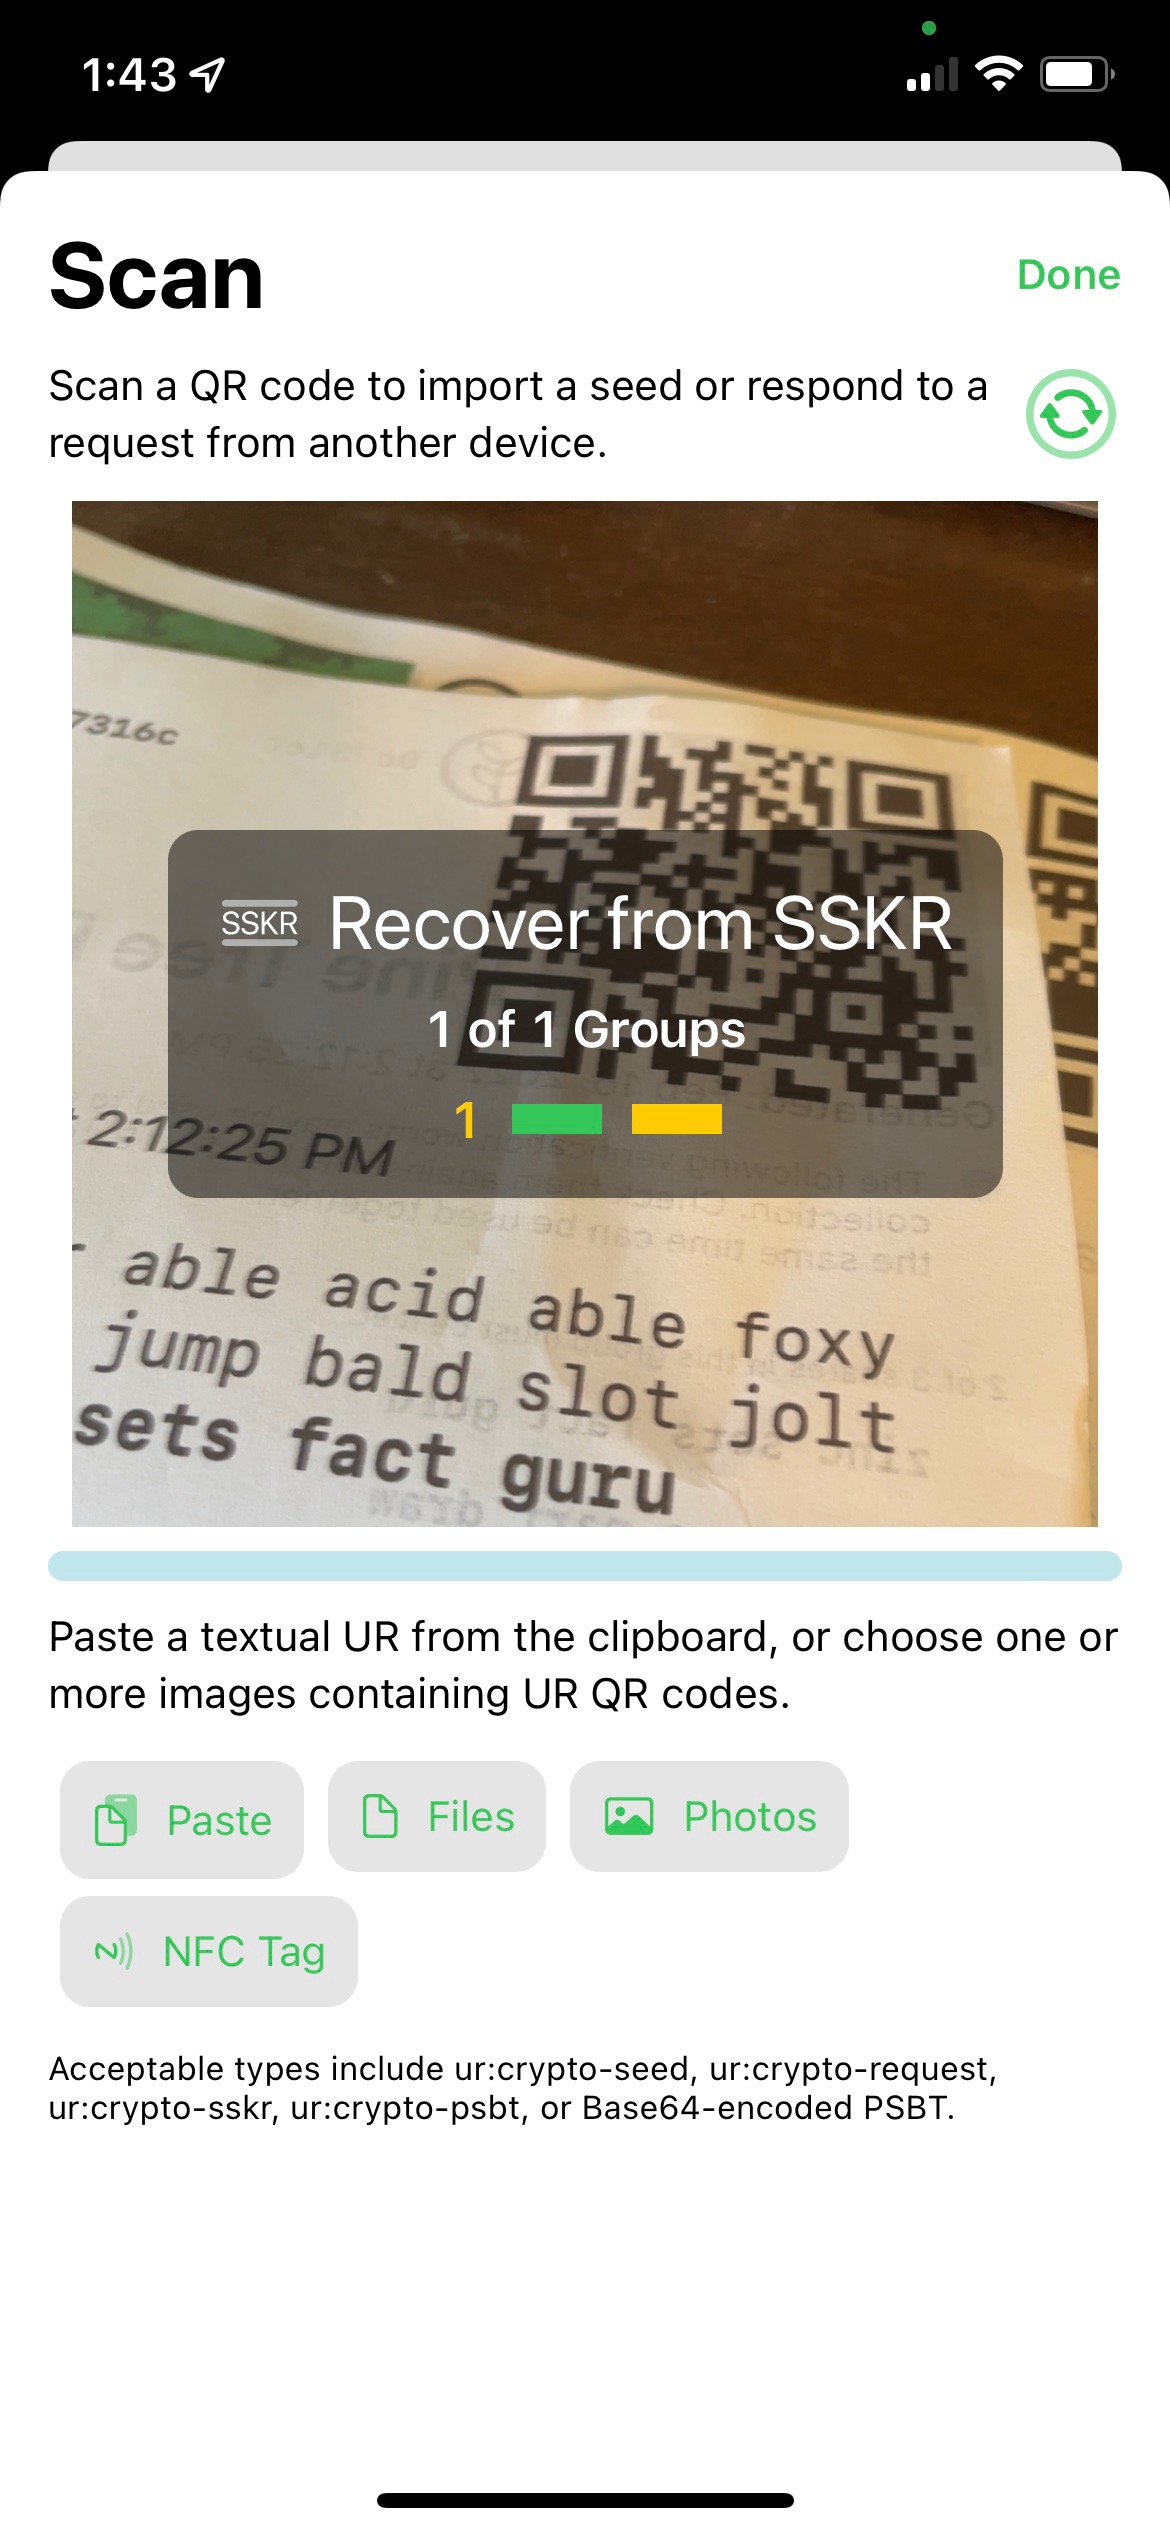 1:43
Scan
Done
Scan a QR code to import a seed or respond to a
request from another device.
7316c
SSKR Recover from SSKR
1 of 1 Groups
1
2:12:25 PM
able acid able foxy
jump bald slot jolt
sets fact guru
Paste a textual UR from the clipboard, or choose one or
more images containing UR QR codes.
Paste
Files
Photos
NFC Tag
Acceptable types include ur:crypto-seed, ur:crypto-request,
ur:crypto-sskr, ur:crypto-psbt, or Base64-encoded PSBT.